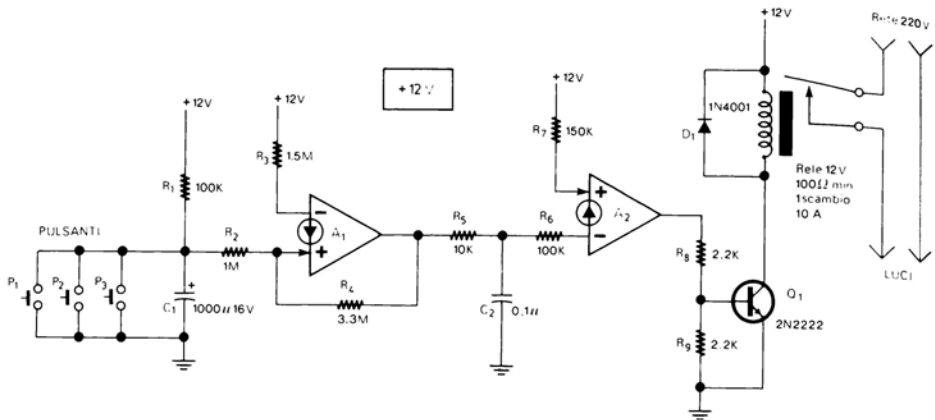 +12V
Rete 220V
+12V
+12V
+12V
+12V
R7
150K
1N4001
D1
R3
1.5M
R1
100K
Rele 12V
100Ω min
1 scambio
10 A
A1
A2
PULSANTI
R2
1M
R5
10K
R6
100K
R8
2.2K
LUCI
P1
P2
P3
+
C1
1000µ 16V
R4
3.3M
C2
0,1µ
Q1
2N2222
R9
2.2K